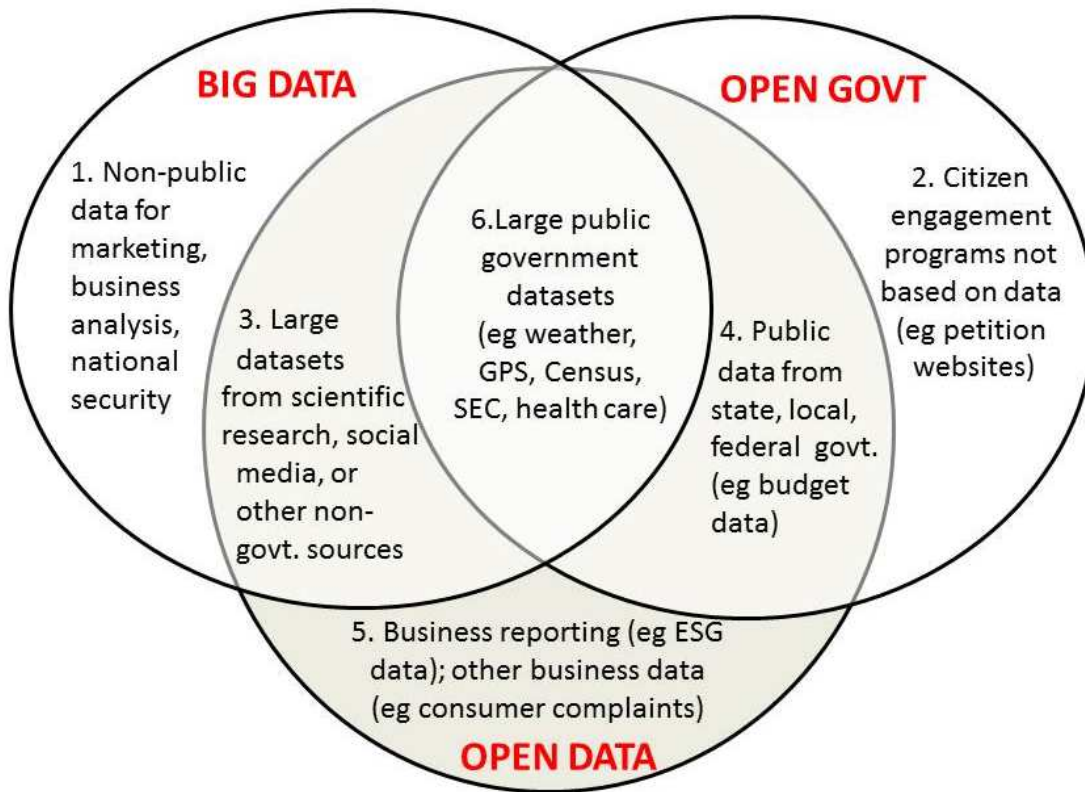 BIG DATA
OPEN GOVT
1. Non-public
data for
marketing,
business
analysis,
national
security
2. Citizen
engagement
programs not
based on data
(eg petition
websites)
3. Large
datasets
from scientific
research, social
media, or
other non-
govt. sources
6.Large public
government
datasets
(eg weather,
GPS, Census,
SEC, health care)
4. Public
data from
state, local,
federal govt.
(eg budget
data)
5. Business reporting (eg ESG
data); other business data
(eg consumer complaints)
OPEN DATA